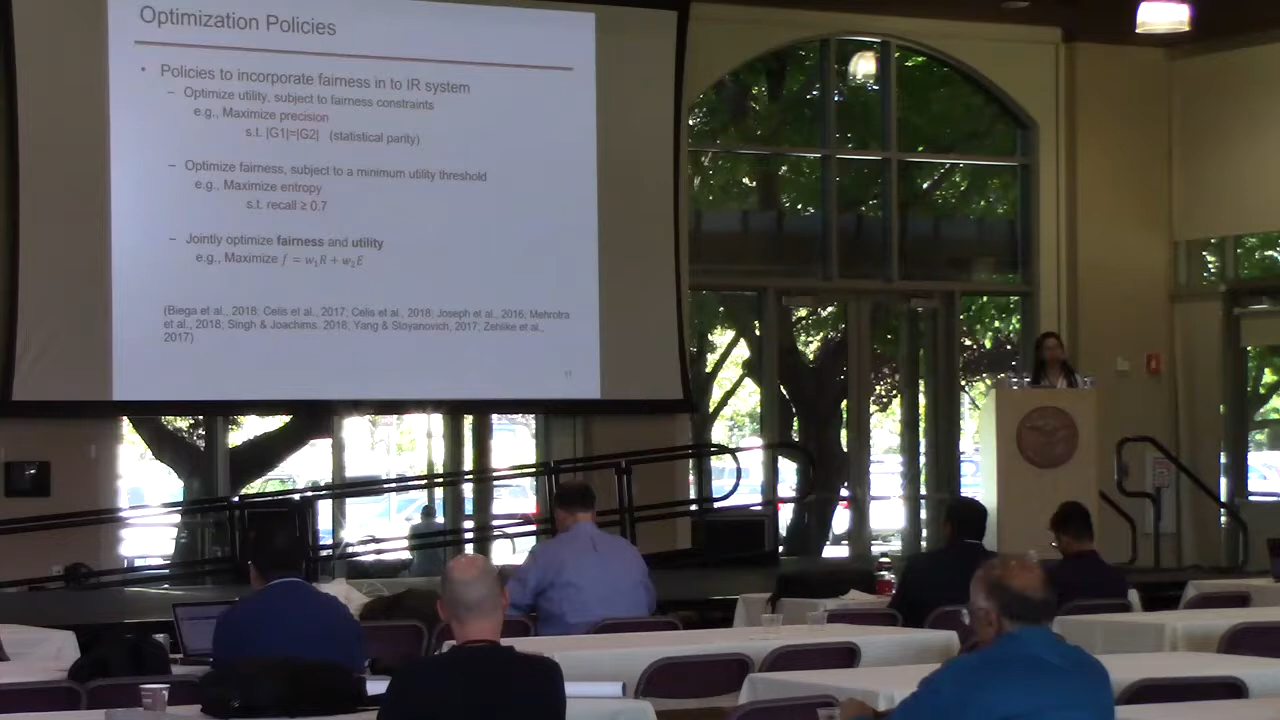 Optimization Policies
• Policies to incorporate fairness in to IR system
– Optimize utility, subject to fairness constraints
e.g., Maximize precision
s.t. |G1|=|G2| (statistical parity)
– Optimize fairness, subject to a minimum utility threshold
e.g., Maximize entropy
s.t. recall ≥ 0.7
– Jointly optimize fairness and utility
e.g., Maximize f = w₁R + w₂E
(Biega et al., 2018; Celis et al., 2017; Celis et al., 2018; Joseph et al., 2016; Mehrotra
et al., 2018; Singh & Joachims. 2018; Yang & Stoyanovich, 2017; Zehlike et al.,
2017)
11